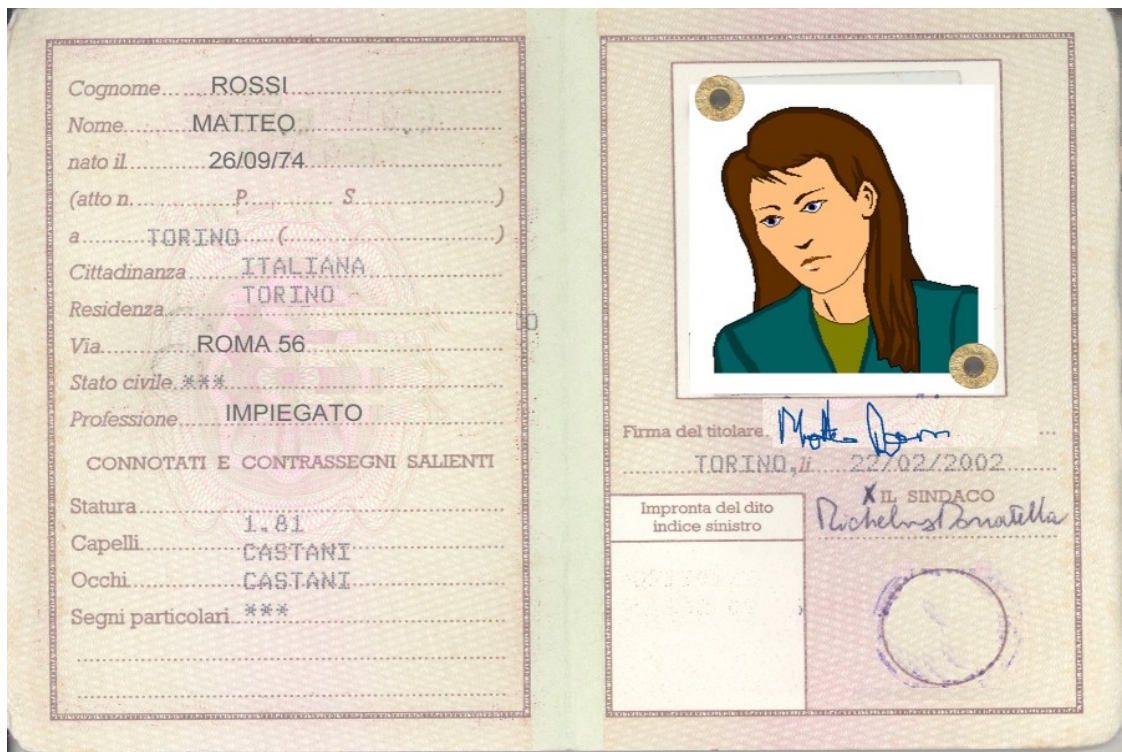 Cognome ROSSI
Nome MATTEO
nato il 26/09/74
(atto n. P. S. )
a TORINO ( )
Cittadinanza ITALIANA
Residenza TORINO -
Via ROMA 56
Stato civile ***
Professione IMPIEGATO
CONNOTATI E CONTRASSEGNI SALIENTI
Statura 1.81
Capelli CASTANI
Occhi CASTANI
Segni particolari ***
Firma del titolare Matteo Rossi
TORINO, li 22/02/2002
X IL SINDACO
Impronta del dito
indice sinistro